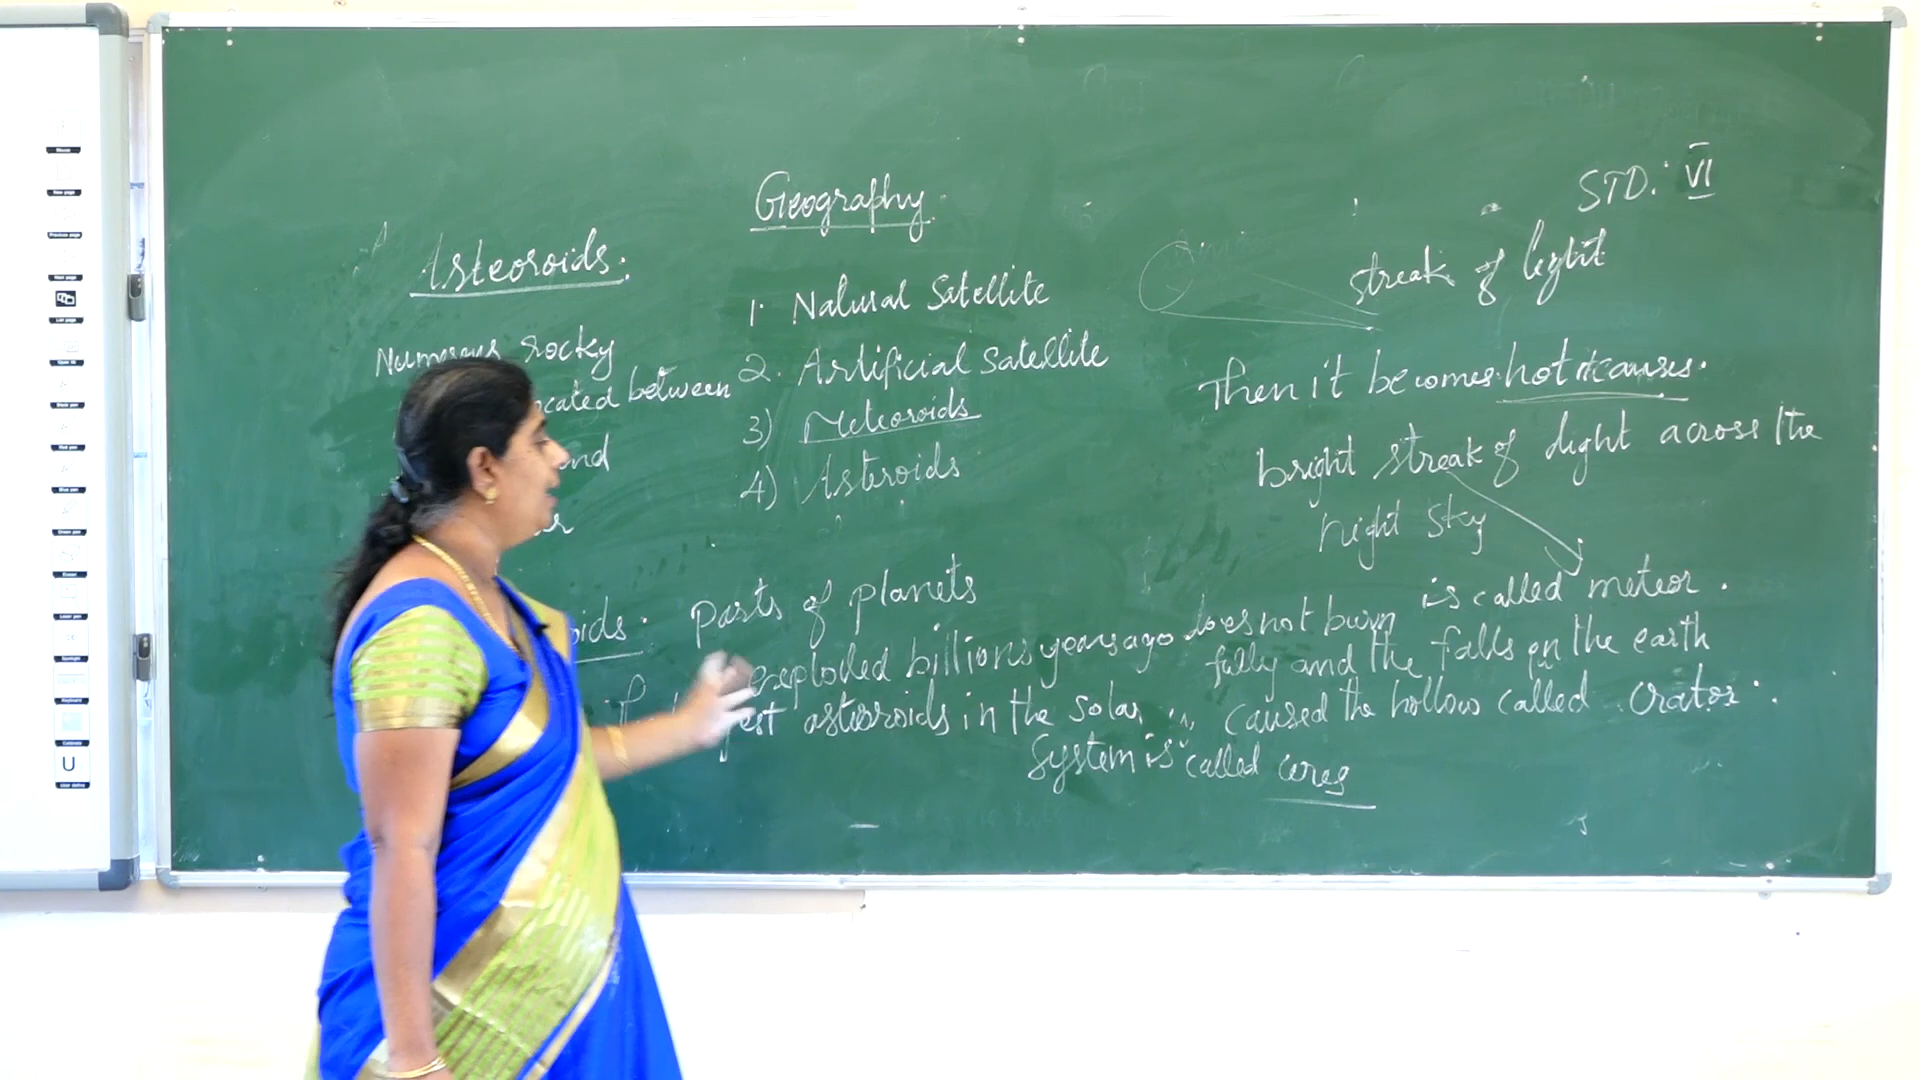 Geography
STD: VI
Asteoroids:
Numerous rocky
located between
and
1. Natural Satellite
2. Artificial Satellite
3) Meteoroids
4) Asteroids
oids. parts of planets
exploded billions years ago
est asteoroids in the solar
System is called ceres
streak of light
Then it becomes hot it causes.
bright streak of light across the
night sky
is called meteor.
does not burn
fully and the falls on the earth
caused the hollow called Orator.